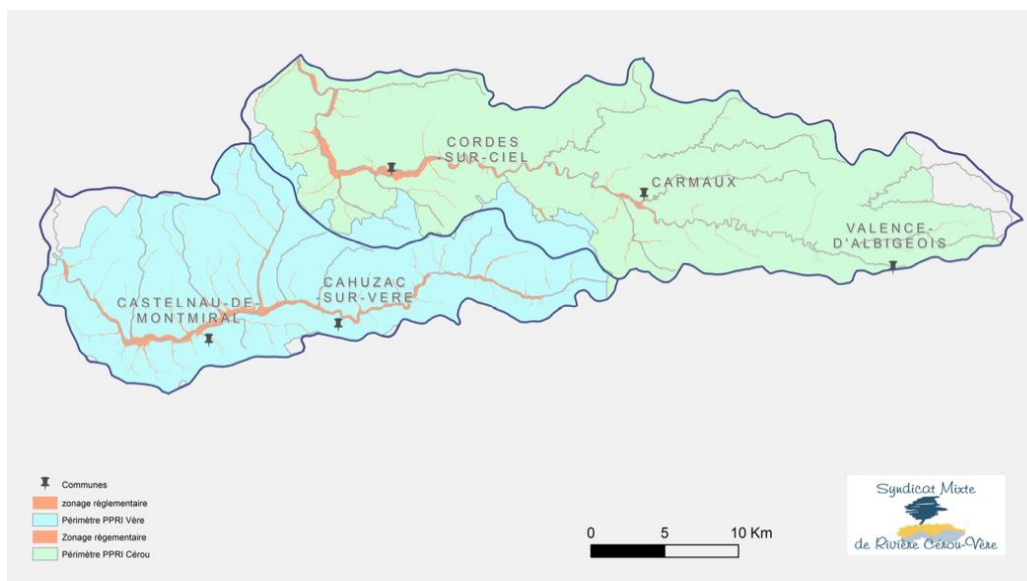 CORDES
-SUR-CIEL
CARMAUX
VALENCE-
D'ALBIGEOIS
CAHUZAC
-SUR-VERE
CASTELNAU-DE-
MONTMIRAL
Communes
zonage règlementaire
Périmètre PPRI Vère
Zonage régementaire
Périmètre PPRI Cérou
0 5 10 Km
Syndicat Mixte
de Rivière Cérou-Vère